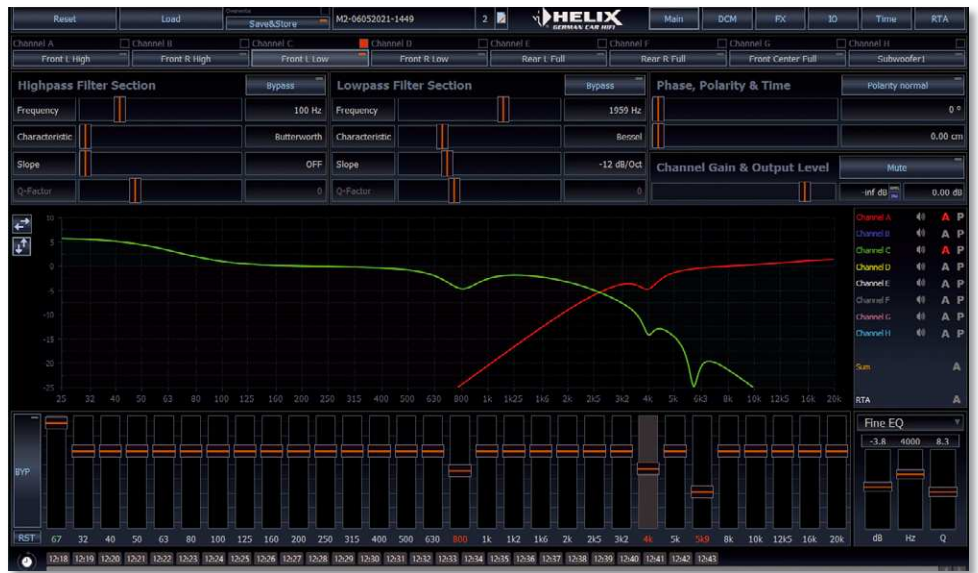 Reset Load Overwrite Save&Store M2-06052021-1449 2 HELIX GERMAN CAR HIFI Main DCM FX IO Time RTA
Channel A Channel B Channel C Channel D Channel E Channel F Channel G Channel H
Front L High Front R High Front L Low Front R Low Rear L Full Rear R Full Front Center Full Subwoofer1
Highpass Filter Section Bypass Lowpass Filter Section Bypass Phase, Polarity & Time Polarity normal
Frequency 100 Hz Frequency 1959 Hz 0 °
Characteristic Butterworth Characteristic Bessel 0.00 cm
Slope OFF Slope -12 dB/Oct Channel Gain & Output Level Mute
Q-Factor 0 Q-Factor 0 -inf dB 0.00 dB
10 Channel A A P
Channel B A P
5 Channel C A P
0 Channel D A P
Channel E A P
-5 Channel F A P
-10 Channel G A P
Channel H A P
-15
-20 Sum A
-25
25 32 40 50 63 80 100 125 160 200 250 315 400 500 630 800 1k 1k2 1k6 2k 2k5 3k2 4k 5k 6k3 8k 10k 12k5 16k 20k RTA A
Fine EQ
-3.8 4000 8.3
BYP
RST 67 32 40 50 63 80 100 125 160 200 250 315 400 500 630 800 1k 1k2 1k6 2k 2k5 3k2 4k 5k 5k9 8k 10k 12k5 16k 20k dB Hz Q
12:18 12:19 12:20 12:21 12:22 12:23 12:24 12:25 12:26 12:27 12:28 12:29 12:30 12:31 12:32 12:33 12:34 12:35 12:36 12:37 12:38 12:39 12:40 12:41 12:42 12:43